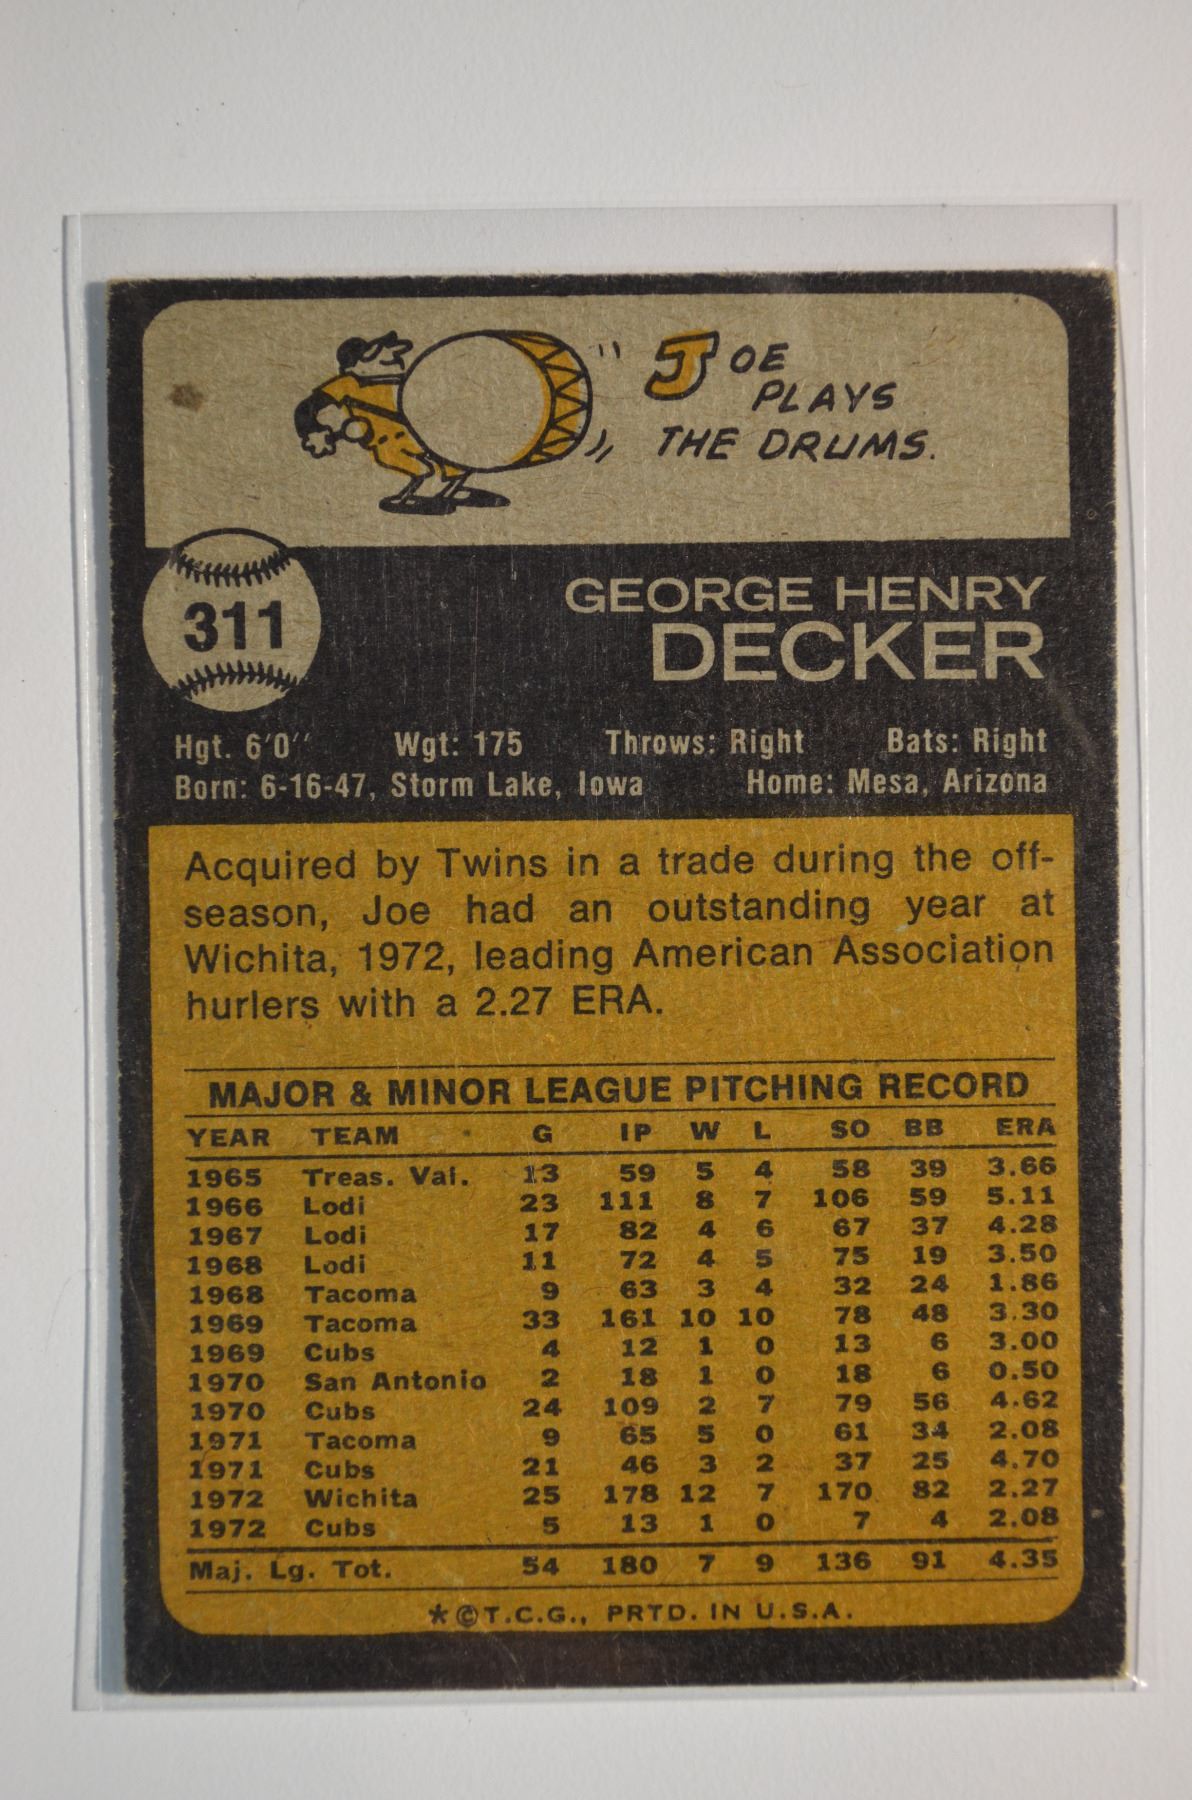 JOE
PLAYS
THE DRUMS.
311
GEORGE HENRY
DECKER
Hgt. 6'0'' Wgt: 175 Throws: Right Bats: Right
Born: 6-16-47, Storm Lake, Iowa Home: Mesa, Arizona
Acquired by Twins in a trade during the off-
season, Joe had an outstanding year at
Wichita, 1972, leading American Association
hurlers with a 2.27 ERA.
MAJOR & MINOR LEAGUE PITCHING RECORD
YEAR TEAM G IP W L SO BB ERA
1965 Treas. Val. 13 59 5 4 58 39 3.66
1966 Lodi 23 111 8 7 106 59 5.11
1967 Lodi 17 82 4 6 67 37 4.28
1968 Lodi 11 72 4 5 75 19 3.50
1968 Tacoma 9 63 3 4 32 24 1.86
1969 Tacoma 33 161 10 10 78 48 3.30
1969 Cubs 4 12 1 0 13 6 3.00
1970 San Antonio 2 18 1 0 18 6 0.50
1970 Cubs 24 109 2 7 79 56 4.62
1971 Tacoma 9 65 5 0 61 34 2.08
1971 Cubs 21 46 3 2 37 25 4.70
1972 Wichita 25 178 12 7 170 82 2.27
1972 Cubs 5 13 1 0 7 4 2.08
Maj. Lg. Tot. 54 180 7 9 136 91 4.35
*©T.C.G., PRTD. IN U.S.A.